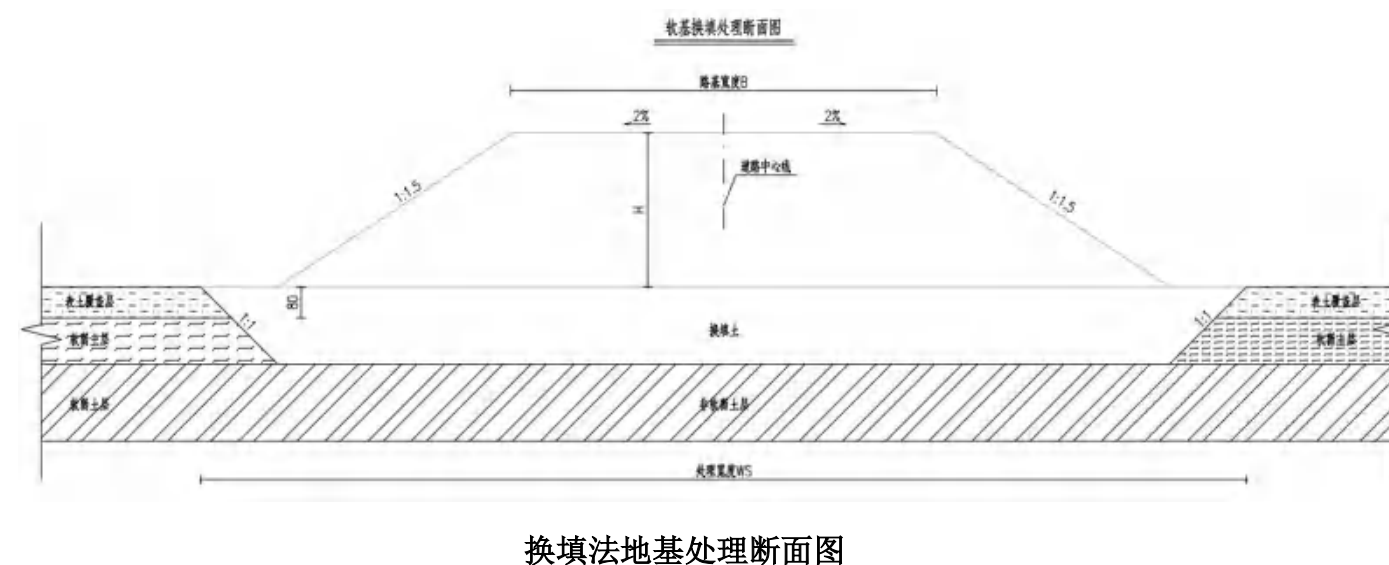 软基换填处理断面图
路基宽度B
2% 2%
道路中心线
1:1.5 H 1:1.5
表土覆盖层 80 表土覆盖层
1:1 1:1
软弱土层 换填土 软弱土层
软弱土层 非软弱土层
处理宽度WS
换填法地基处理断面图